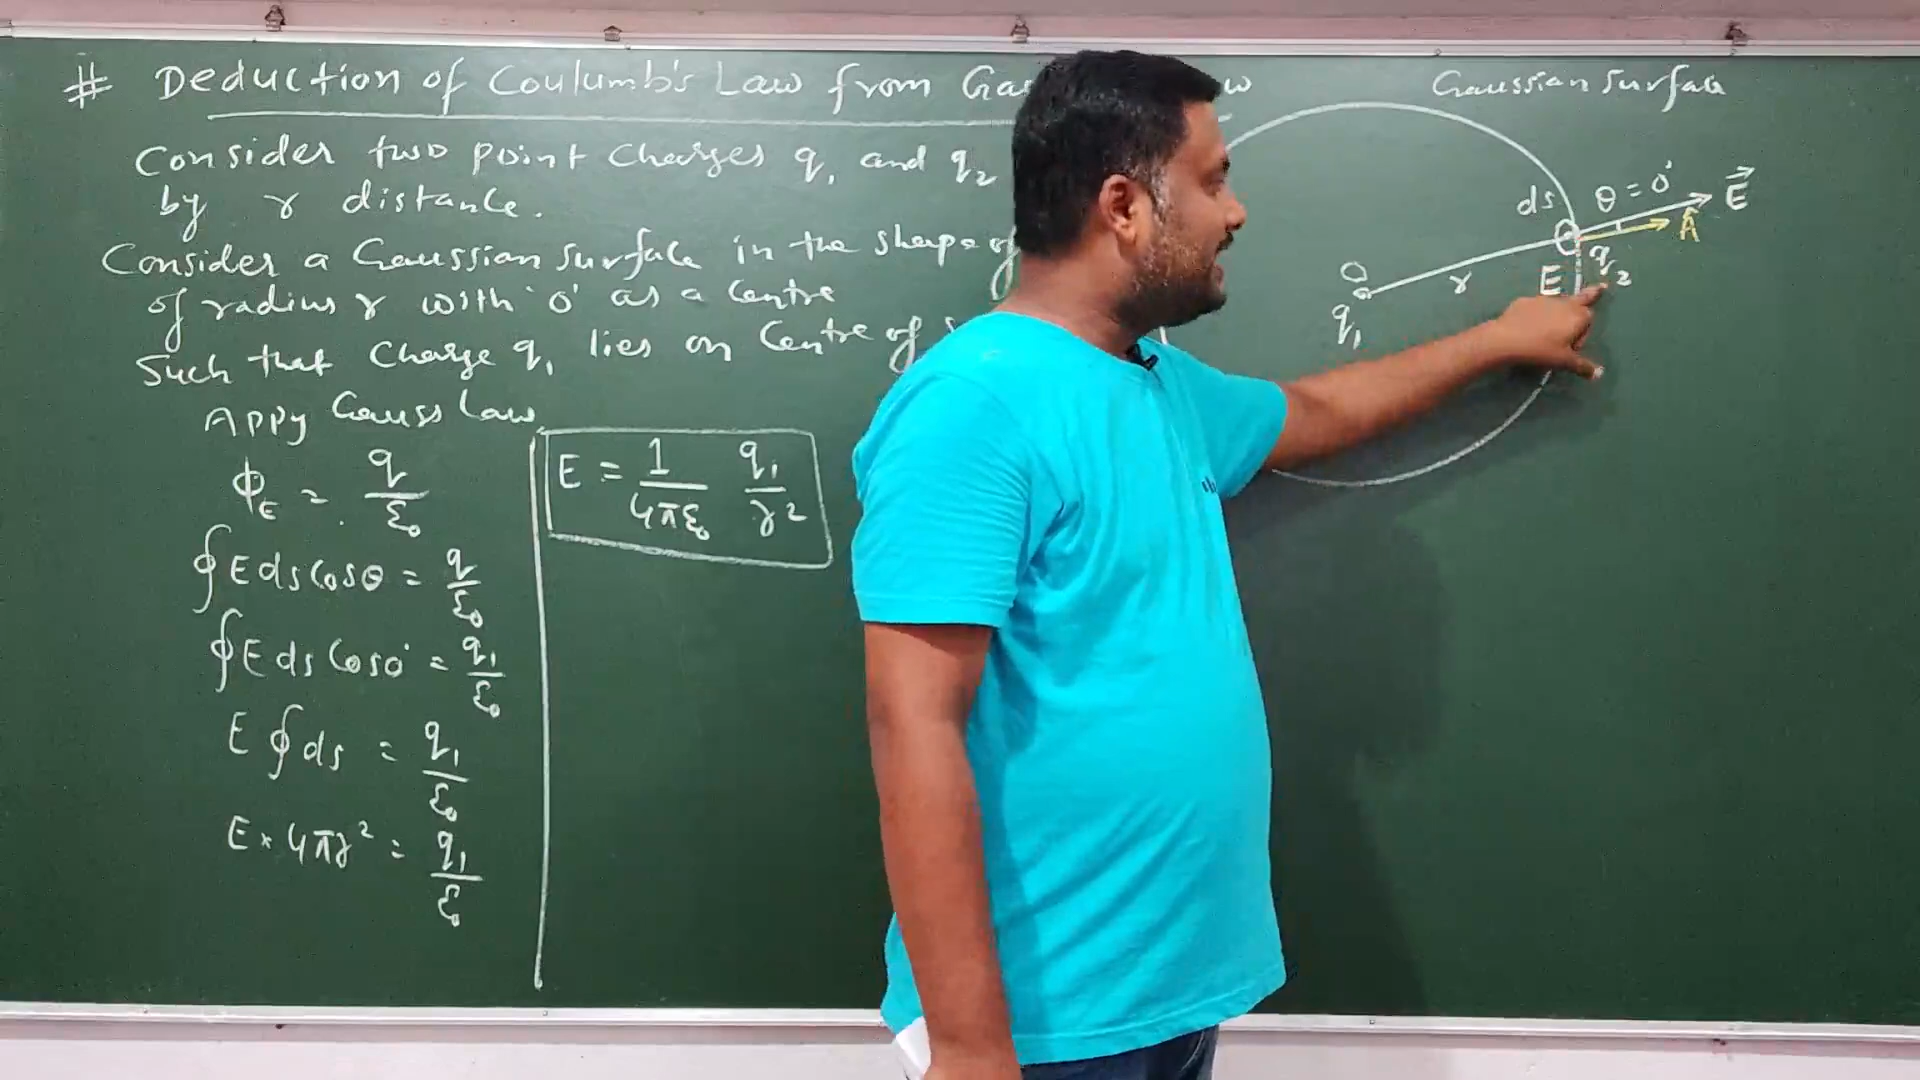 # Deduction of Coulumb's Law from Ga
Consider two point Charges q1 and q2
by r distance.
Consider a Gaussian surface in the shape of
of radius r with 'O' as a Centre
Such that Charge q1 lies on Centre of
Appy Gauss Law
ΦE = q/ε0
∮E ds Cosθ = q/ε0
∮E ds Cos0° = q1/ε0
E ∮ds = q1/ε0
E × 4πr² = q1/ε0
E = 1/4πε0 q1/r²
Gaussian surface
ds θ = 0° E⃗
A
q2
E
r
O
q1